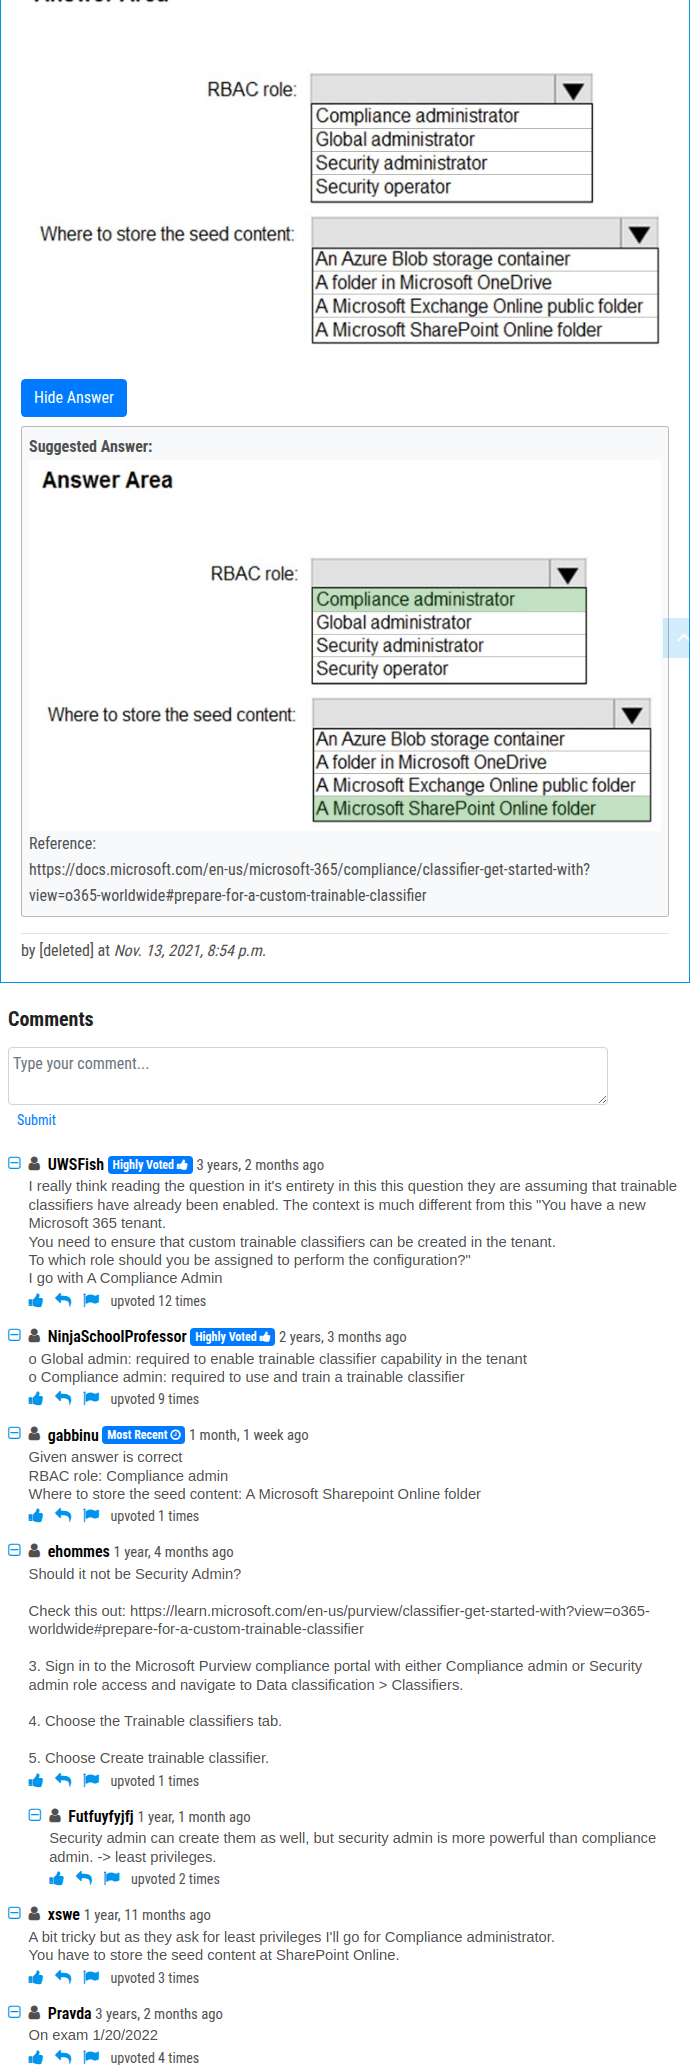 Answer Area
RBAC role:
Compliance administrator
Global administrator
Security administrator
Security operator
Where to store the seed content:
An Azure Blob storage container
A folder in Microsoft OneDrive
A Microsoft Exchange Online public folder
A Microsoft SharePoint Online folder
Hide Answer
Suggested Answer:
Answer Area
RBAC role:
Compliance administrator
Global administrator
Security administrator
Security operator
Where to store the seed content:
An Azure Blob storage container
A folder in Microsoft OneDrive
A Microsoft Exchange Online public folder
A Microsoft SharePoint Online folder
Reference:
https://docs.microsoft.com/en-us/microsoft-365/compliance/classifier-get-started-with?
view=o365-worldwide#prepare-for-a-custom-trainable-classifier
by [deleted] at Nov. 13, 2021, 8:54 p.m.
Comments
Type your comment...
Submit
UWSFish Highly Voted 3 years, 2 months ago
I really think reading the question in it's entirety in this this question they are assuming that trainable
classifiers have already been enabled. The context is much different from this "You have a new
Microsoft 365 tenant.
You need to ensure that custom trainable classifiers can be created in the tenant.
To which role should you be assigned to perform the configuration?"
I go with A Compliance Admin
upvoted 12 times
NinjaSchoolProfessor Highly Voted 2 years, 3 months ago
o Global admin: required to enable trainable classifier capability in the tenant
o Compliance admin: required to use and train a trainable classifier
upvoted 9 times
gabbinu Most Recent 1 month, 1 week ago
Given answer is correct
RBAC role: Compliance admin
Where to store the seed content: A Microsoft Sharepoint Online folder
upvoted 1 times
ehommes 1 year, 4 months ago
Should it not be Security Admin?
Check this out: https://learn.microsoft.com/en-us/purview/classifier-get-started-with?view=o365-
worldwide#prepare-for-a-custom-trainable-classifier
3. Sign in to the Microsoft Purview compliance portal with either Compliance admin or Security
admin role access and navigate to Data classification > Classifiers.
4. Choose the Trainable classifiers tab.
5. Choose Create trainable classifier.
upvoted 1 times
Futfuyfyjfj 1 year, 1 month ago
Security admin can create them as well, but security admin is more powerful than compliance
admin. -> least privileges.
upvoted 2 times
xswe 1 year, 11 months ago
A bit tricky but as they ask for least privileges I'll go for Compliance administrator.
You have to store the seed content at SharePoint Online.
upvoted 3 times
Pravda 3 years, 2 months ago
On exam 1/20/2022
upvoted 4 times